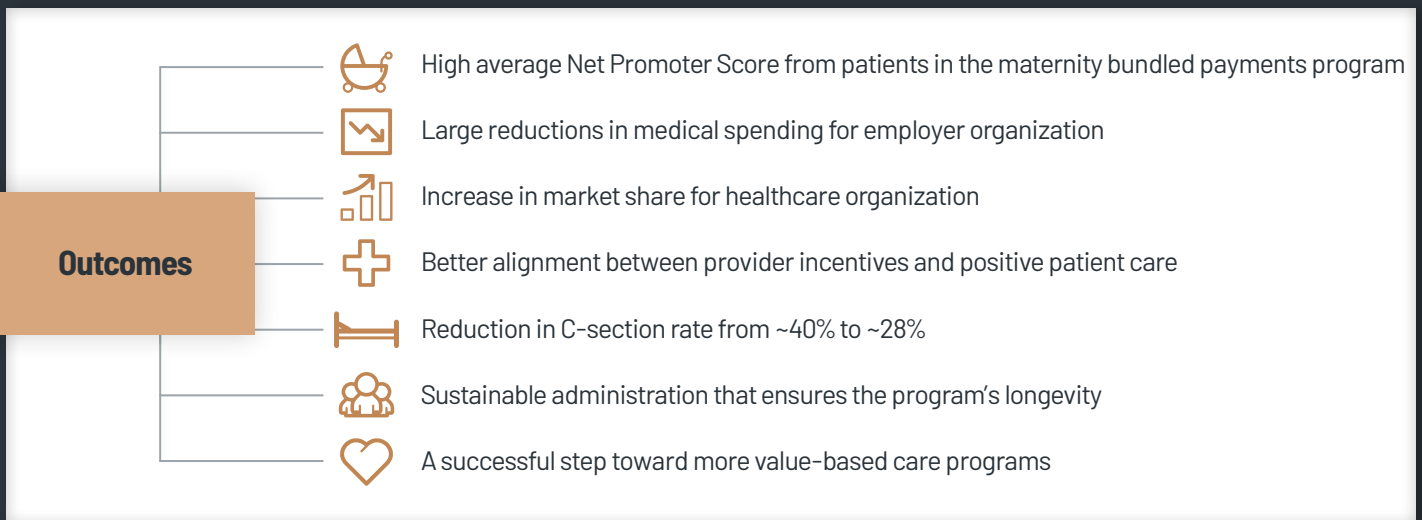 High average Net Promoter Score from patients in the maternity bundled payments program
Large reductions in medical spending for employer organization
Increase in market share for healthcare organization
Outcomes
Better alignment between provider incentives and positive patient care
Reduction in C-section rate from ~40% to ~28%
Sustainable administration that ensures the program’s longevity
A successful step toward more value-based care programs